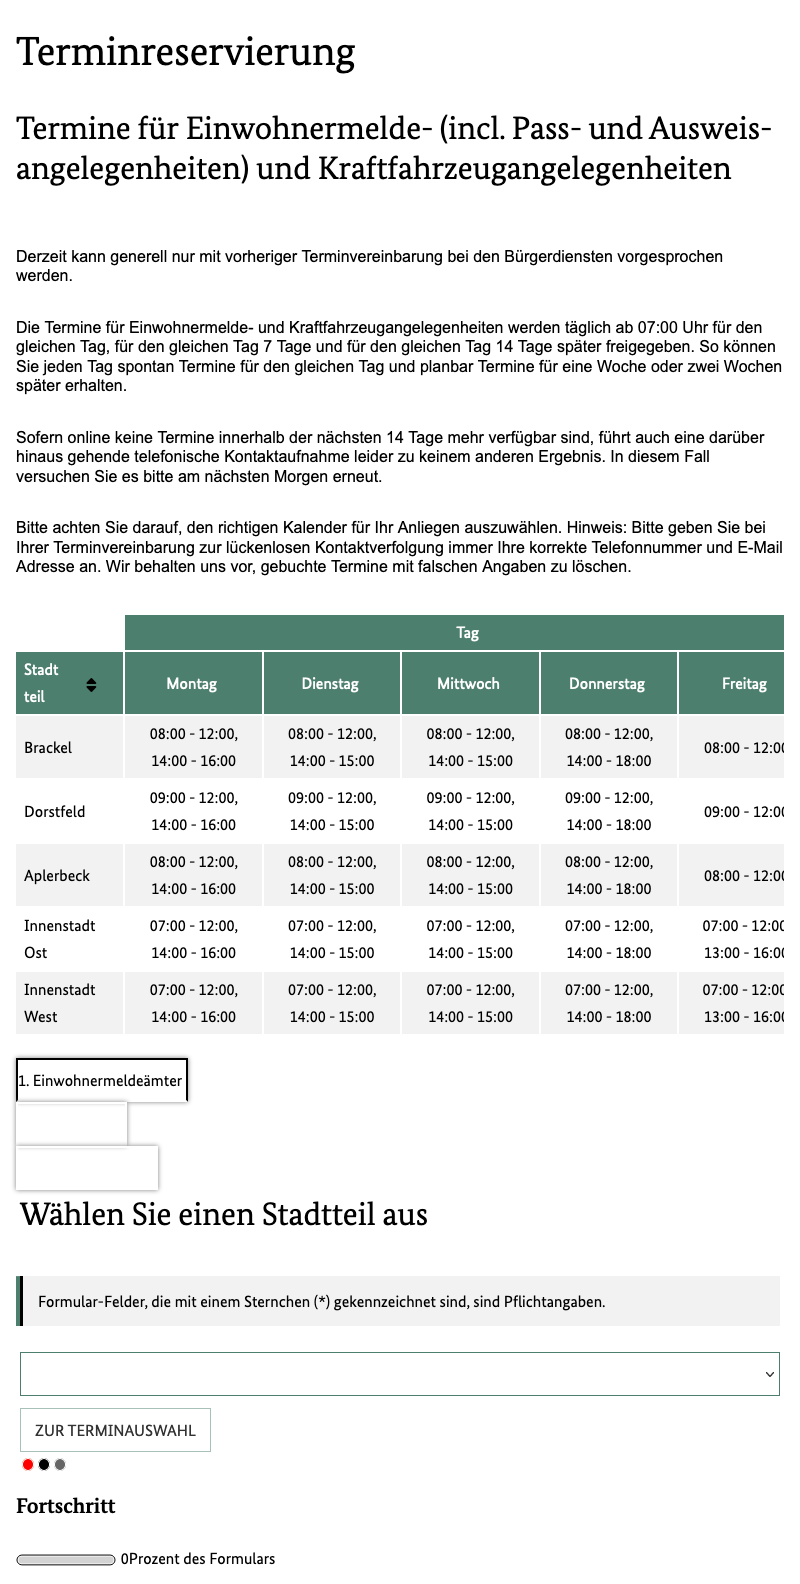 Terminreservierung
Termine für Einwohnermelde- (incl. Pass- und Ausweis-
angelegenheiten) und Kraftfahrzeugangelegenheiten
Derzeit kann generell nur mit vorheriger Terminvereinbarung bei den Bürgerdiensten vorgesprochen
werden.
Die Termine für Einwohnermelde- und Kraftfahrzeugangelegenheiten werden täglich ab 07:00 Uhr für den
gleichen Tag, für den gleichen Tag 7 Tage und für den gleichen Tag 14 Tage später freigegeben. So können
Sie jeden Tag spontan Termine für den gleichen Tag und planbar Termine für eine Woche oder zwei Wochen
später erhalten.
Sofern online keine Termine innerhalb der nächsten 14 Tage mehr verfügbar sind, führt auch eine darüber
hinaus gehende telefonische Kontaktaufnahme leider zu keinem anderen Ergebnis. In diesem Fall
versuchen Sie es bitte am nächsten Morgen erneut.
Bitte achten Sie darauf, den richtigen Kalender für Ihr Anliegen auszuwählen. Hinweis: Bitte geben Sie bei
Ihrer Terminvereinbarung zur lückenlosen Kontaktverfolgung immer Ihre korrekte Telefonnummer und E-Mail
Adresse an. Wir behalten uns vor, gebuchte Termine mit falschen Angaben zu löschen.
Tag
Stadt
teil
Montag Dienstag Mittwoch Donnerstag Freitag
Brackel
08:00 - 12:00, 08:00 - 12:00, 08:00 - 12:00, 08:00 - 12:00, 08:00 - 12:00
14:00 - 16:00 14:00 - 15:00 14:00 - 15:00 14:00 - 18:00
Dorstfeld
09:00 - 12:00, 09:00 - 12:00, 09:00 - 12:00, 09:00 - 12:00, 09:00 - 12:00
14:00 - 16:00 14:00 - 15:00 14:00 - 15:00 14:00 - 18:00
Aplerbeck
08:00 - 12:00, 08:00 - 12:00, 08:00 - 12:00, 08:00 - 12:00, 08:00 - 12:00
14:00 - 16:00 14:00 - 15:00 14:00 - 15:00 14:00 - 18:00
Innenstadt 07:00 - 12:00, 07:00 - 12:00, 07:00 - 12:00, 07:00 - 12:00, 07:00 - 12:00
Ost 14:00 - 16:00 14:00 - 15:00 14:00 - 15:00 14:00 - 18:00 13:00 - 16:00
Innenstadt 07:00 - 12:00, 07:00 - 12:00, 07:00 - 12:00, 07:00 - 12:00, 07:00 - 12:00
West 14:00 - 16:00 14:00 - 15:00 14:00 - 15:00 14:00 - 18:00 13:00 - 16:00
1. Einwohnermeldeämter
Wählen Sie einen Stadtteil aus
Formular-Felder, die mit einem Sternchen (*) gekennzeichnet sind, sind Pflichtangaben.
ZUR TERMINAUSWAHL
Fortschritt
0Prozent des Formulars